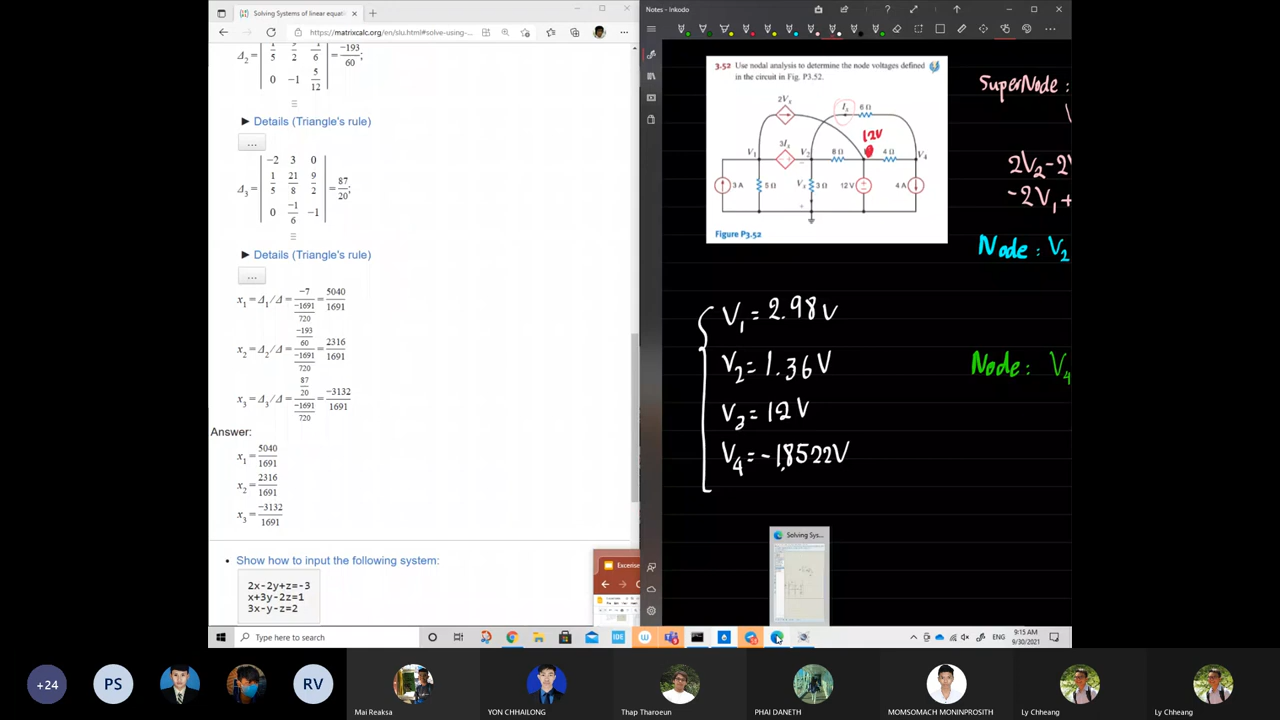 Solving Systems of linear equati
https://matrixcalc.org/en/slu.html#solve-using-
Δ2 = | 1/5 9/2 -1/6 | = -193/60;
0 -1 5/12
► Details (Triangle's rule)
...
Δ3 = | -2 3 0 | = 87/20;
1/5 21/8 9/2
0 -1/6 -1
► Details (Triangle's rule)
...
x1 = Δ1/Δ = -7 / (-1691/720) = 5040/1691
x2 = Δ2/Δ = (-193/60) / (-1691/720) = 2316/1691
x3 = Δ3/Δ = (87/20) / (-1691/720) = -3132/1691
Answer:
x1 = 5040/1691
x2 = 2316/1691
x3 = -3132/1691
• Show how to input the following system:
2x-2y+z=-3
x+3y-2z=1
3x-y-z=2
Excerise
Notes - Inkodo
3.52 Use nodal analysis to determine the node voltages defined
in the circuit in Fig. P3.52.
2Vx
Ix 6 Ω
12V
3Ix
V1
V2
8 Ω
4 Ω
V4
3 A
5 Ω
Vx
3 Ω
12 V
4 A
Figure P3.52
SuperNode :
2V2-2V
-2V1+
Node : V2
Node : V4
V1 = 2.98 V
V2 = 1.36 V
V3 = 12 V
V4 = -1.8522V
Solving Sys...
Type here to search
IDE
ENG
9:15 AM
9/30/2021
+24
PS
RV
Mai Reaksa
YON CHHAILONG
Thap Tharoeun
PHAI DANETH
MOMSOMACH MONINPROSITH
Ly Chheang
Ly Chheang